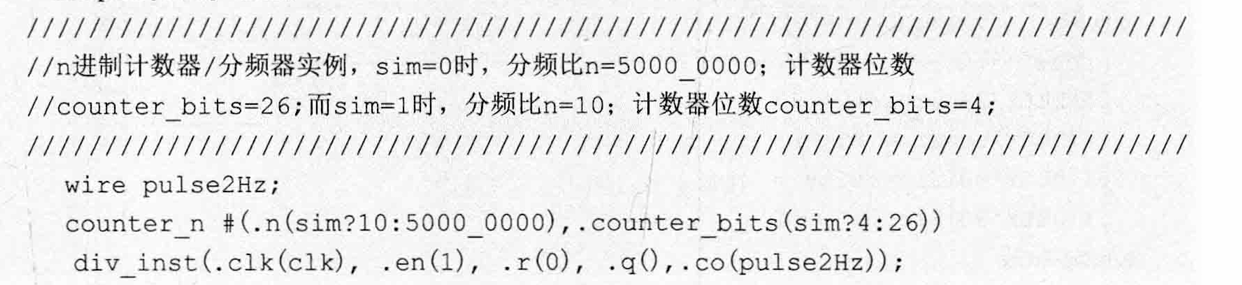 //////////////////////////////////////////////////////////////////////////
//n进制计数器/分频器实例，sim=0时，分频比n=5000_0000；计数器位数
//counter_bits=26;而sim=1时，分频比n=10；计数器位数counter_bits=4;
//////////////////////////////////////////////////////////////////////////
wire pulse2Hz;
counter_n #(.n(sim?10:5000_0000),.counter_bits(sim?4:26))
div_inst(.clk(clk), .en(1), .r(0), .q(),.co(pulse2Hz));